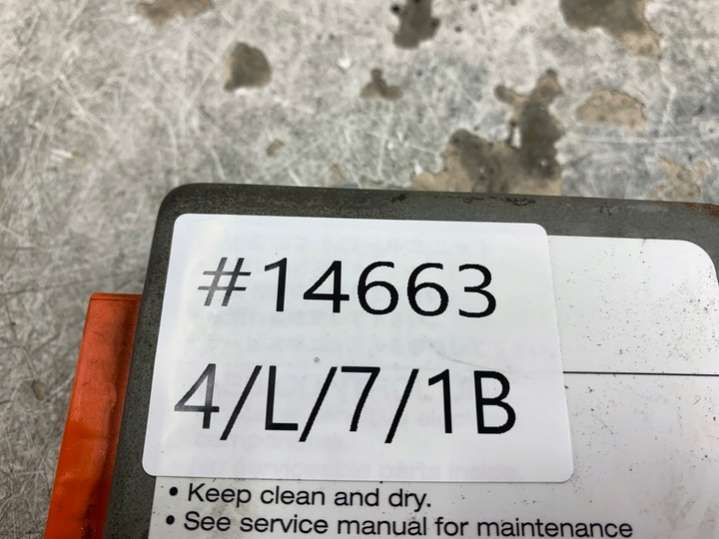 #14663
4/L/7/1B
• Keep clean and dry.
• See service manual for maintenance